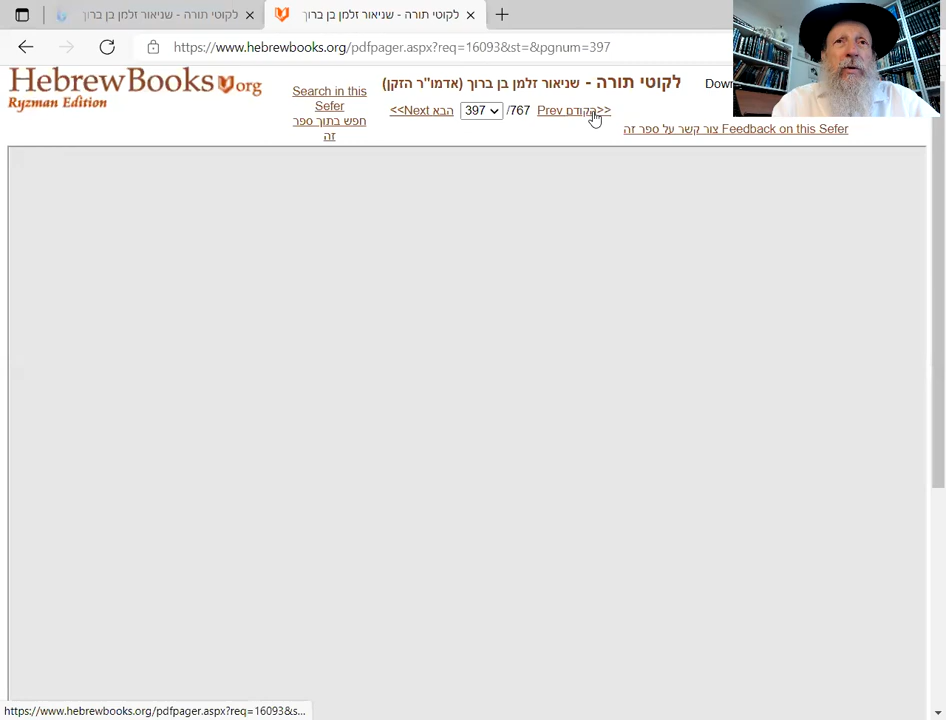 לקוטי תורה - שניאור זלמן בן ברוך
לקוטי תורה - שניאור זלמן בן ברוך
https://www.hebrewbooks.org/pdfpager.aspx?req=16093&st=&pgnum=397
HebrewBooks.org
Ryzman Edition
Search in this
Sefer
חפש בתוך ספר
זה
לקוטי תורה - שניאור זלמן בן ברוך (אדמו"ר הזקן)
<<Next הבא 397 /767 Prev הקודם>>
Down
צור קשר על ספר זה Feedback on this Sefer
https://www.hebrewbooks.org/pdfpager.aspx?req=16093&s...